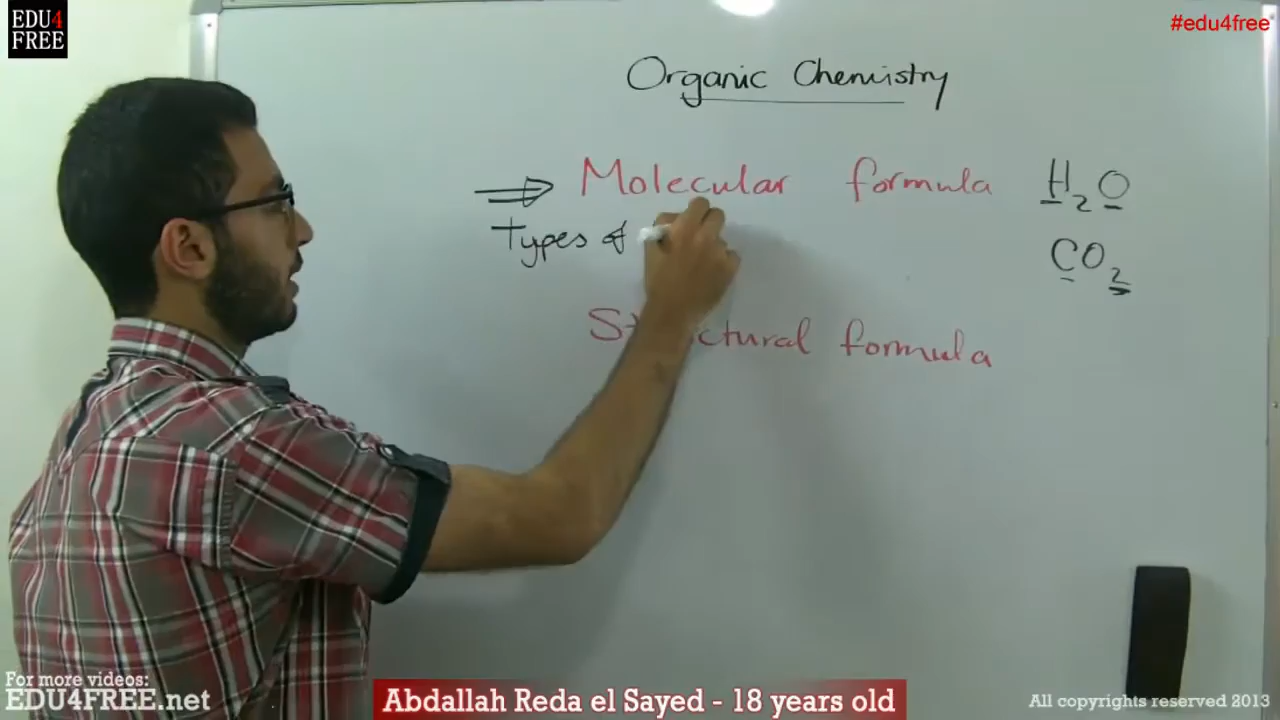 EDU4
FREE
#edu4free
Organic Chemistry
Molecular formula H2O
Types of
CO2
Structural formula
For more videos:
EDU4FREE.net
Abdallah Reda el Sayed - 18 years old
All copyrights reserved 2013